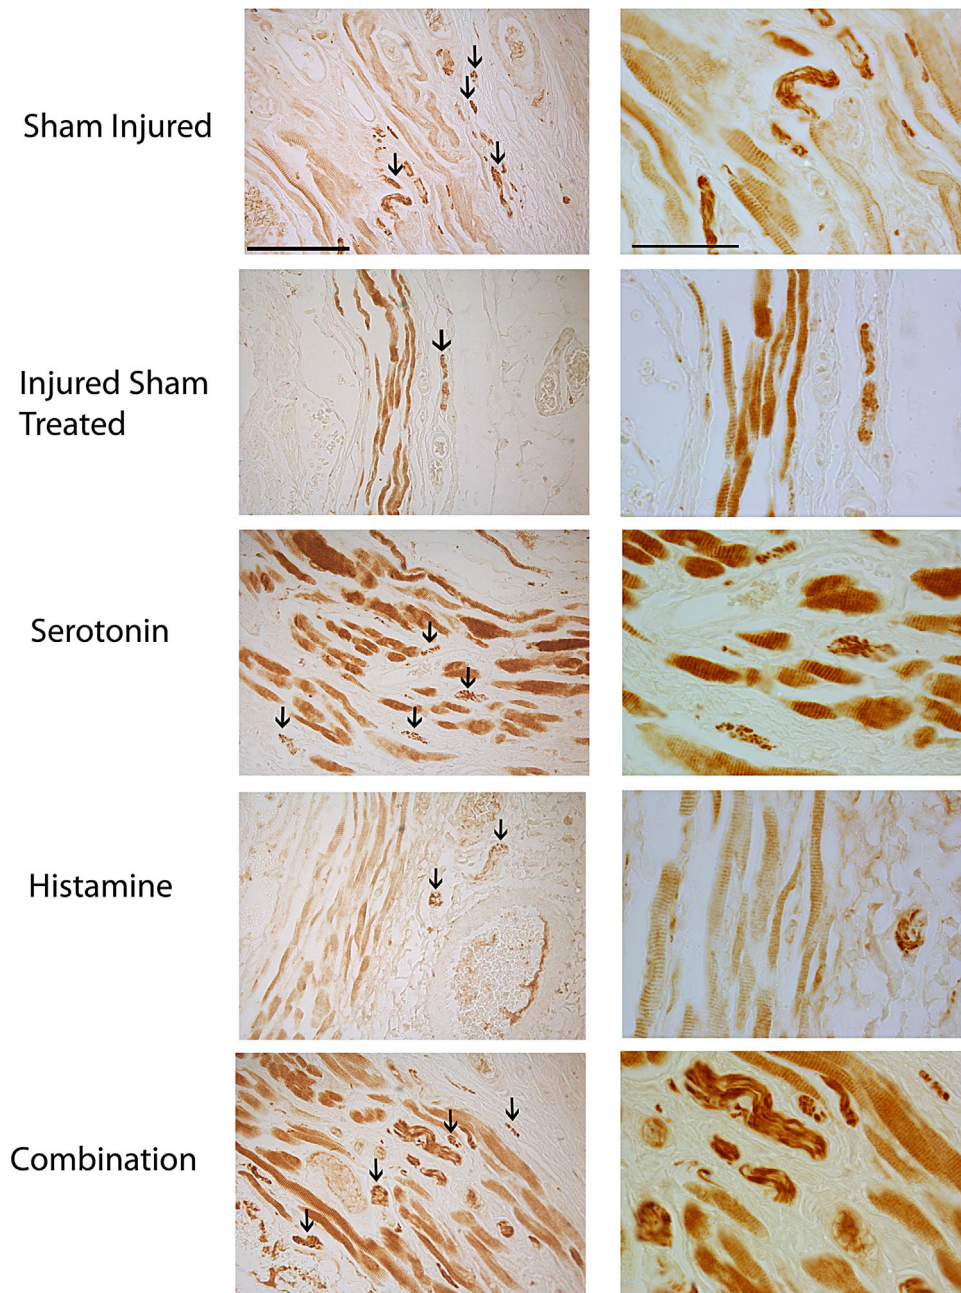 Sham Injured
Injured Sham
Treated
Serotonin
Histamine
Combination